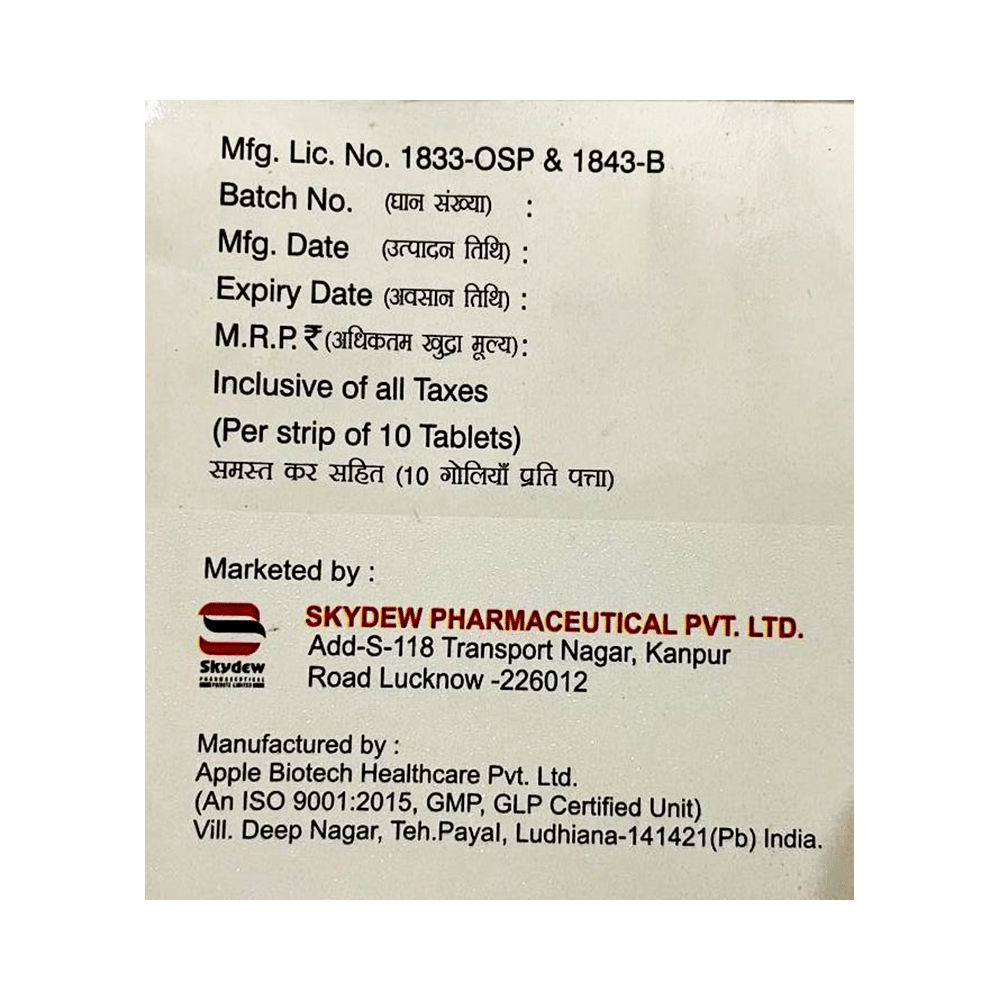 Mfg. Lic. No. 1833-OSP & 1843-B
Batch No. (घान संख्या) :
Mfg. Date (उत्पादन तिथि) :
Expiry Date (अवसान तिथि) :
M.R.P. ₹ (अधिकतम खुद्रा मूल्य) :
Inclusive of all Taxes
(Per strip of 10 Tablets)
समस्त कर सहित (10 गोलियाँ प्रति पत्ता)
Marketed by :
SKYDEW PHARMACEUTICAL PVT. LTD.
Add-S-118 Transport Nagar, Kanpur
Road Lucknow -226012
Skydew
PHARMACEUTICAL
PRIVATE LIMITED
Manufactured by :
Apple Biotech Healthcare Pvt. Ltd.
(An ISO 9001:2015, GMP, GLP Certified Unit)
Vill. Deep Nagar, Teh.Payal, Ludhiana-141421(Pb) India.